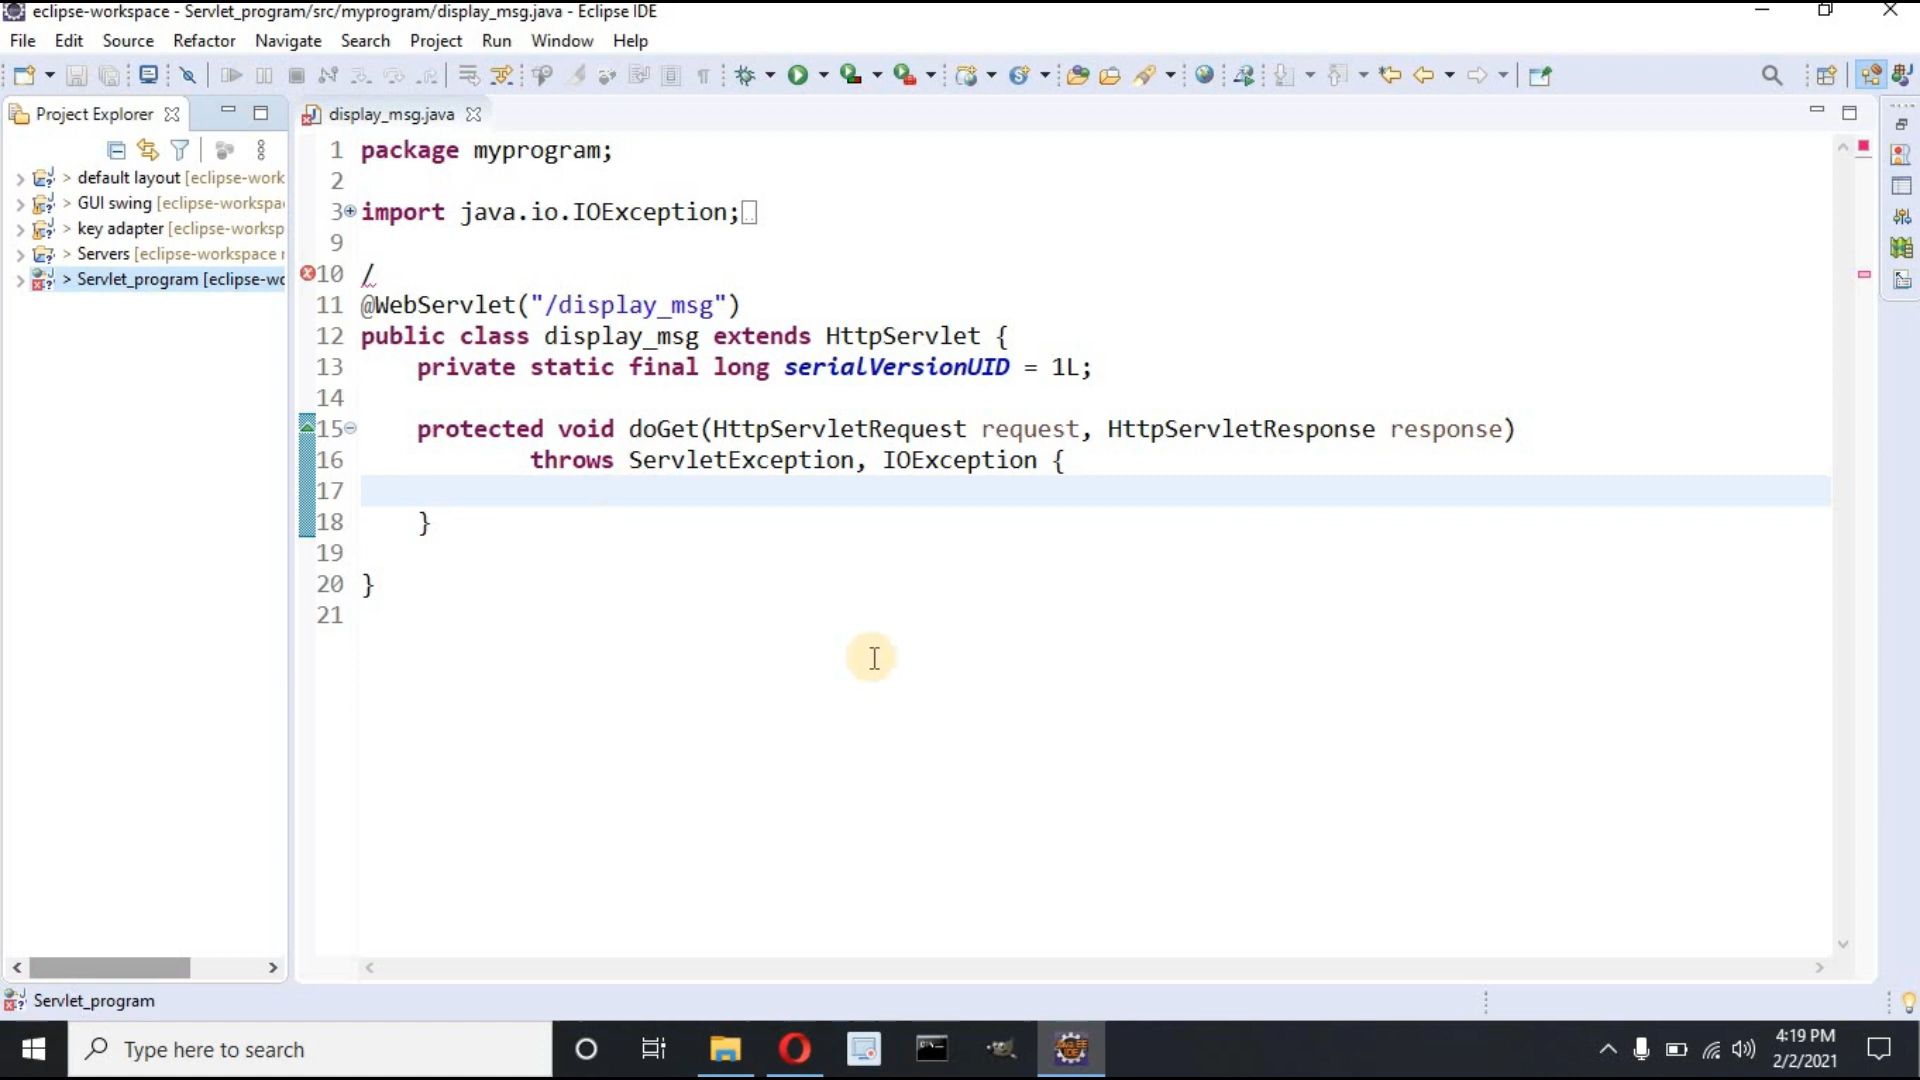 eclipse-workspace - Servlet_program/src/myprogram/display_msg.java - Eclipse IDE
File Edit Source Refactor Navigate Search Project Run Window Help
Project Explorer
display_msg.java
> default layout [eclipse-work
> GUI swing [eclipse-workspa
> key adapter [eclipse-worksp
> Servers [eclipse-workspace r
> Servlet_program [eclipse-wo
1 package myprogram;
2
3 import java.io.IOException;
9
10 /
11 @WebServlet("/display_msg")
12 public class display_msg extends HttpServlet {
13 private static final long serialVersionUID = 1L;
14
15 protected void doGet(HttpServletRequest request, HttpServletResponse response)
16 throws ServletException, IOException {
17
18 }
19
20 }
21
Servlet_program
Type here to search
4:19 PM
2/2/2021